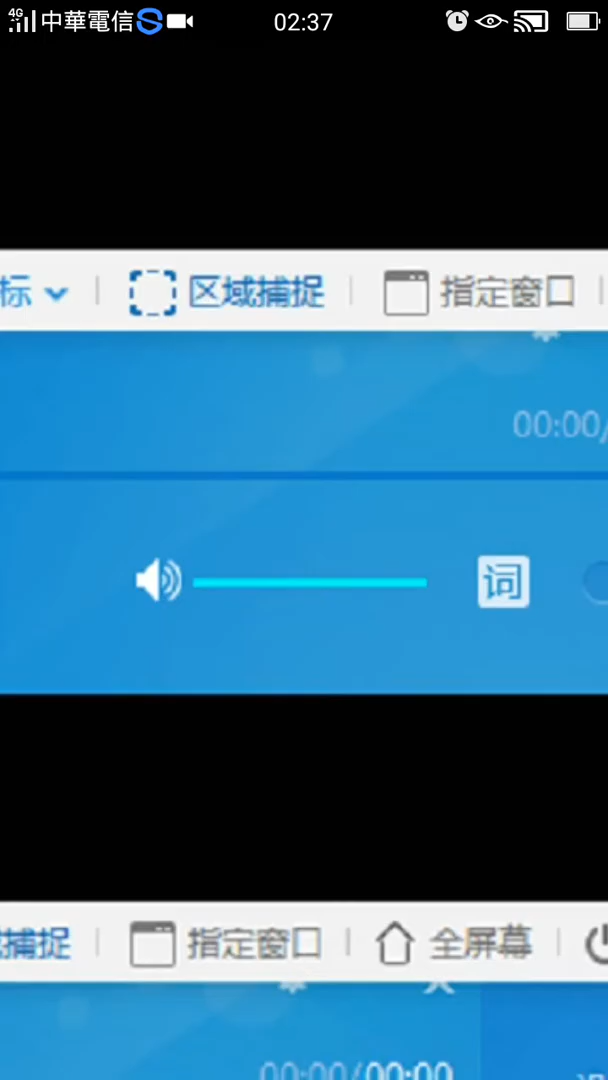 4G 中華電信 02:37
标 区域捕捉 指定窗口
00:00/
词
捕捉 指定窗口 全屏幕
00:00/00:00